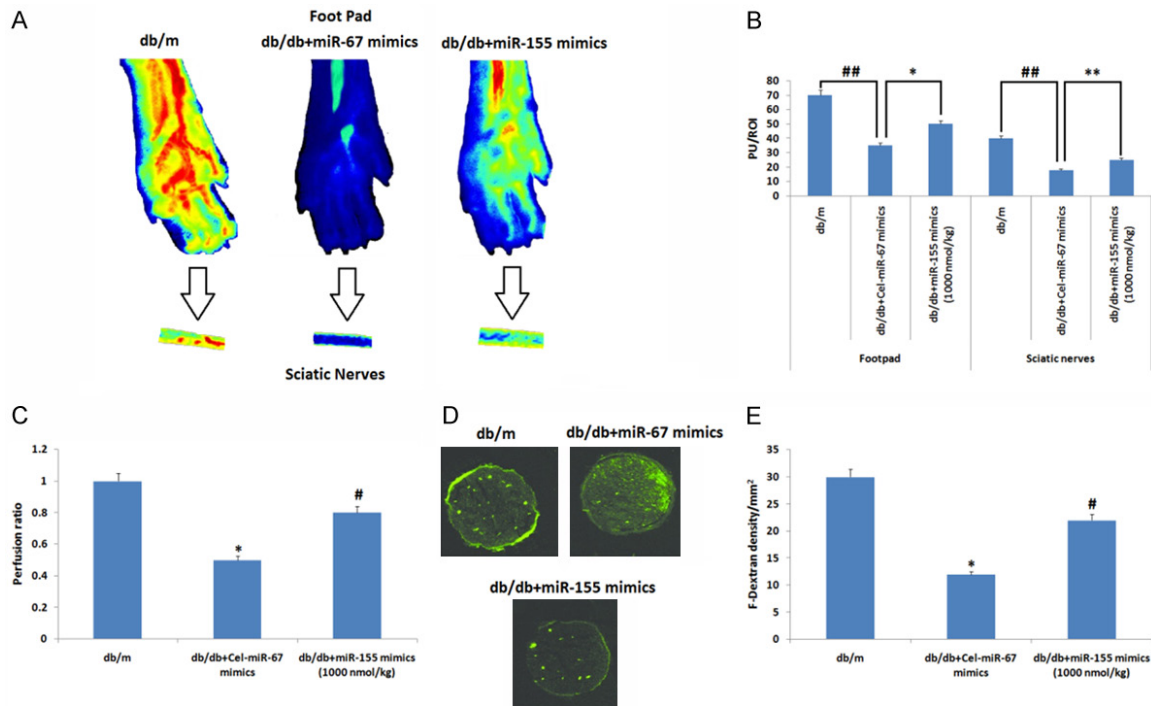 A
Foot Pad
db/m
db/db+miR-67 mimics
db/db+miR-155 mimics
Sciatic Nerves
B
PU/ROI
80
70
60
50
40
30
20
10
0
##
*
##
**
db/m
db/db+Cel-miR-67 mimics
db/db+miR-155 mimics
(1000 nmol/kg)
db/m
db/db+Cel-miR-67 mimics
db/db+miR-155 mimics
(1000 nmol/kg)
Footpad
Sciatic nerves
C
Perfusion ratio
1.2
1
0.8
0.6
0.4
0.2
0
*
#
db/m
db/db+Cel-miR-67
mimics
db/db+miR-155 mimics
(1000 nmol/kg)
D
db/m
db/db+miR-67 mimics
db/db+miR-155 mimics
E
F-Dextran density/mm²
35
30
25
20
15
10
5
0
*
#
db/m
db/db+Cel-miR-67
mimics
db/db+miR-155 mimics
(1000 nmol/kg)